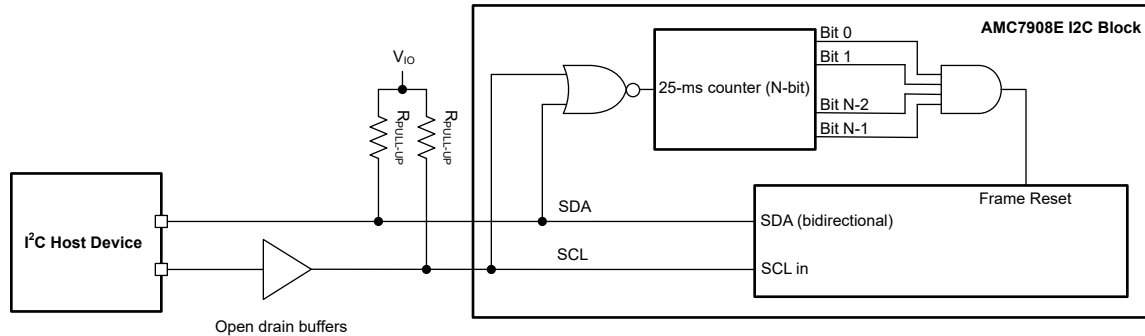 AMC7908E I2C Block
Bit 0
Bit 1
V_IO
25-ms counter (N-bit)
Bit N-2
Bit N-1
R_PULL-UP
R_PULL-UP
Frame Reset
SDA
SDA (bidirectional)
I²C Host Device
SCL
SCL in
Open drain buffers